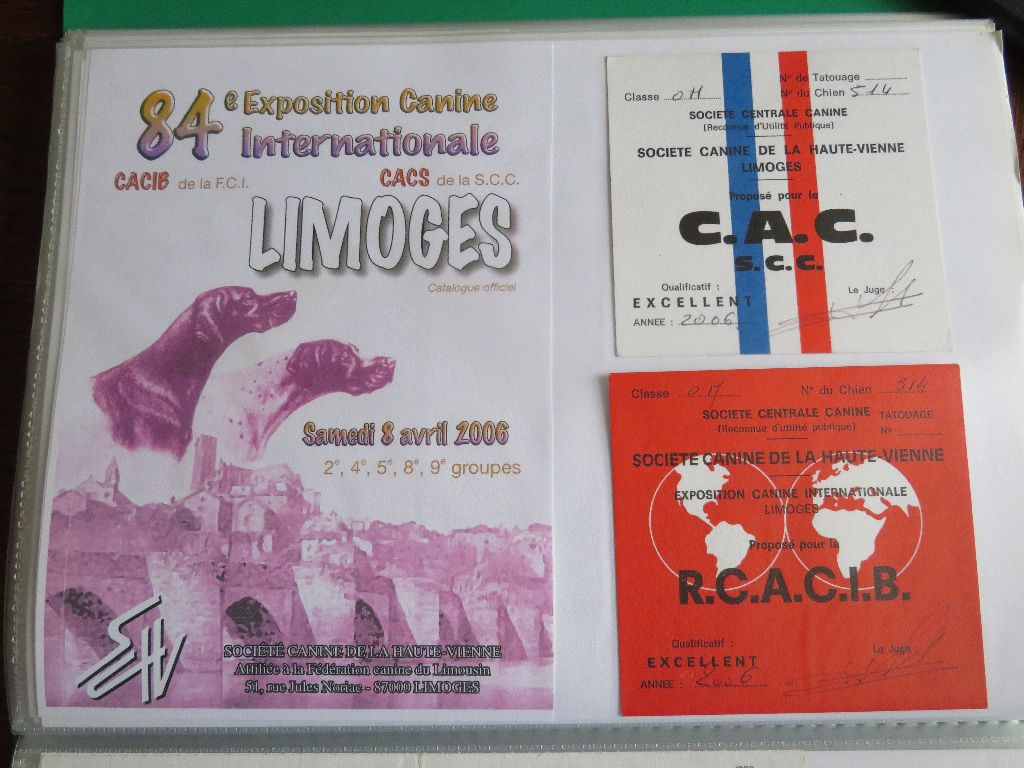 84e Exposition Canine
Internationale
CACIB de la F.C.I. CACS de la S.C.C.
LIMOGES
Catalogue officiel
Samedi 8 avril 2006
2e, 4e, 5e, 8e, 9e groupes
SOCIÉTÉ CANINE DE LA HAUTE-VIENNE
Affiliée à la Fédération canine du Limousin
51, rue Jules Noriac - 87000 LIMOGES
N° de Tatouage
Classe N° du Chien 514
SOCIETE CENTRALE CANINE
(Reconnue d'Utilité Publique)
SOCIETE CANINE DE LA HAUTE-VIENNE
LIMOGES
Proposé pour le
C.A.C.
S.C.C.
Qualificatif : Le Juge :
EXCELLENT
ANNEE : 2006
Classe N° du Chien 514
SOCIETE CENTRALE CANINE TATOUAGE
(Reconnue d'utilité publique) N°
SOCIÉTÉ CANINE DE LA HAUTE-VIENNE
EXPOSITION CANINE INTERNATIONALE
LIMOGES
Proposé pour le
R.C.A.C.I.B.
Qualificatif : Le Juge :
EXCELLENT
ANNÉE : 2006